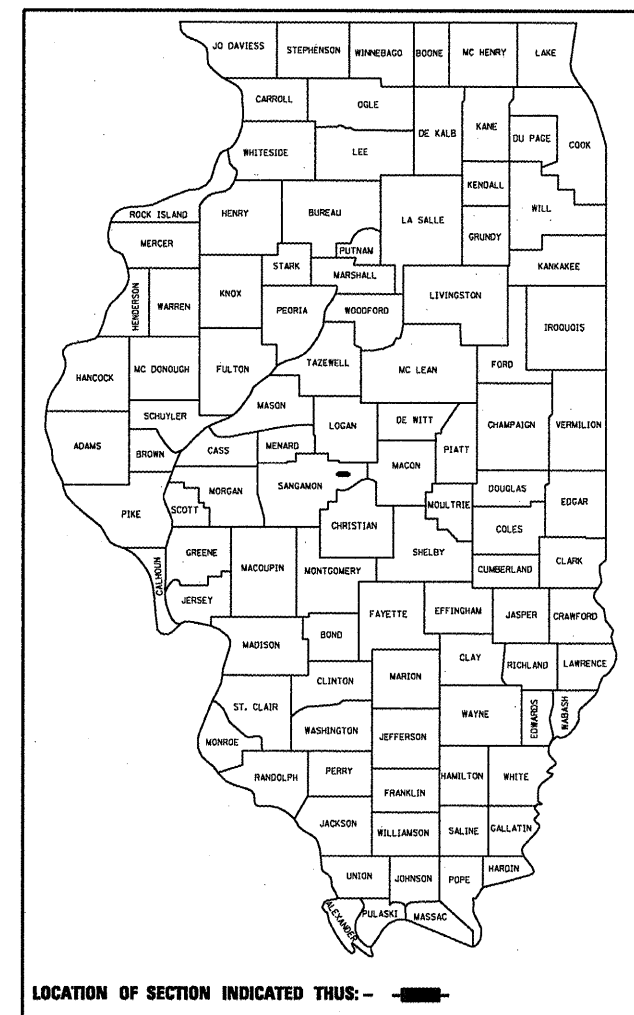 JO DAVIESS STEPHENSON WINNEBAGO BOONE MC HENRY LAKE
CARROLL OGLE DE KALB KANE DU PAGE COOK
WHITESIDE LEE
KENDALL WILL
ROCK ISLAND HENRY BUREAU LA SALLE GRUNDY
MERCER PUTNAM
STARK MARSHALL KANKAKEE
HENDERSON WARREN KNOX PEORIA WOODFORD LIVINGSTON IROQUOIS
HANCOCK MC DONOUGH FULTON TAZEWELL MC LEAN FORD
SCHUYLER MASON LOGAN DE WITT CHAMPAIGN VERMILION
ADAMS BROWN CASS MENARD PIATT
MACON
PIKE SCOTT MORGAN SANGAMON CHRISTIAN MOULTRIE DOUGLAS EDGAR
COLES
GREENE MACOUPIN MONTGOMERY SHELBY CUMBERLAND CLARK
CALHOUN JERSEY FAYETTE EFFINGHAM JASPER CRAWFORD
MADISON BOND
CLINTON MARION CLAY RICHLAND LAWRENCE
ST. CLAIR WAYNE EDWARDS WABASH
MONROE WASHINGTON JEFFERSON
RANDOLPH PERRY HAMILTON WHITE
FRANKLIN
JACKSON WILLIAMSON SALINE GALLATIN
UNION JOHNSON POPE HARDIN
ALEXANDER PULASKI MASSAC
LOCATION OF SECTION INDICATED THUS: -